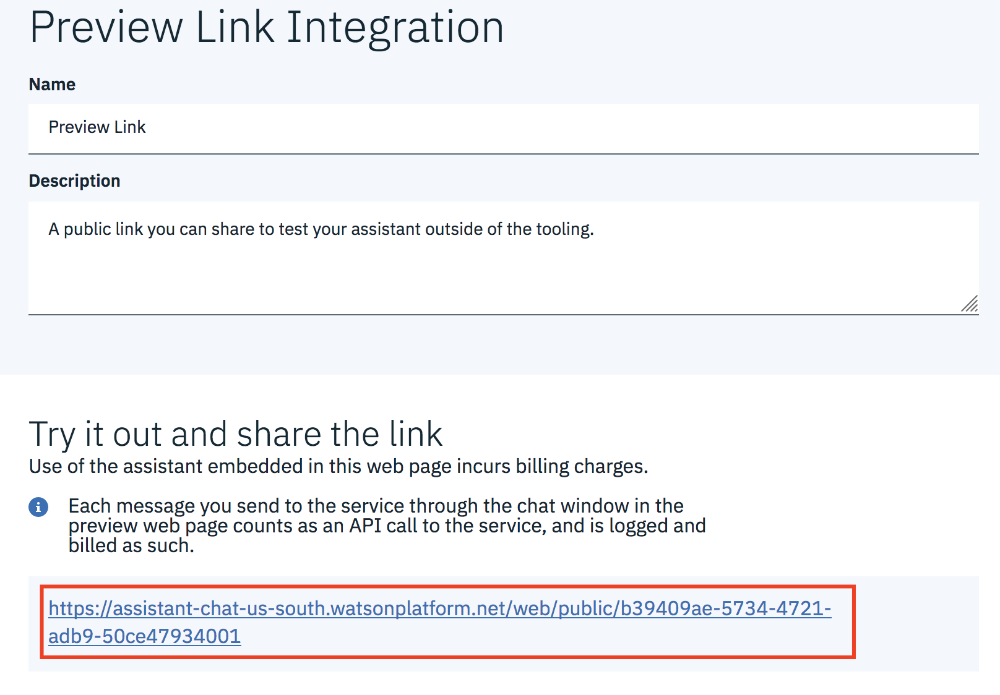 Preview Link Integration
Name
Preview Link
Description
A public link you can share to test your assistant outside of the tooling.
Try it out and share the link
Use of the assistant embedded in this web page incurs billing charges.
Each message you send to the service through the chat window in the
preview web page counts as an API call to the service, and is logged and
billed as such.
https://assistant-chat-us-south.watsonplatform.net/web/public/b39409ae-5734-4721-
adb9-50ce47934001